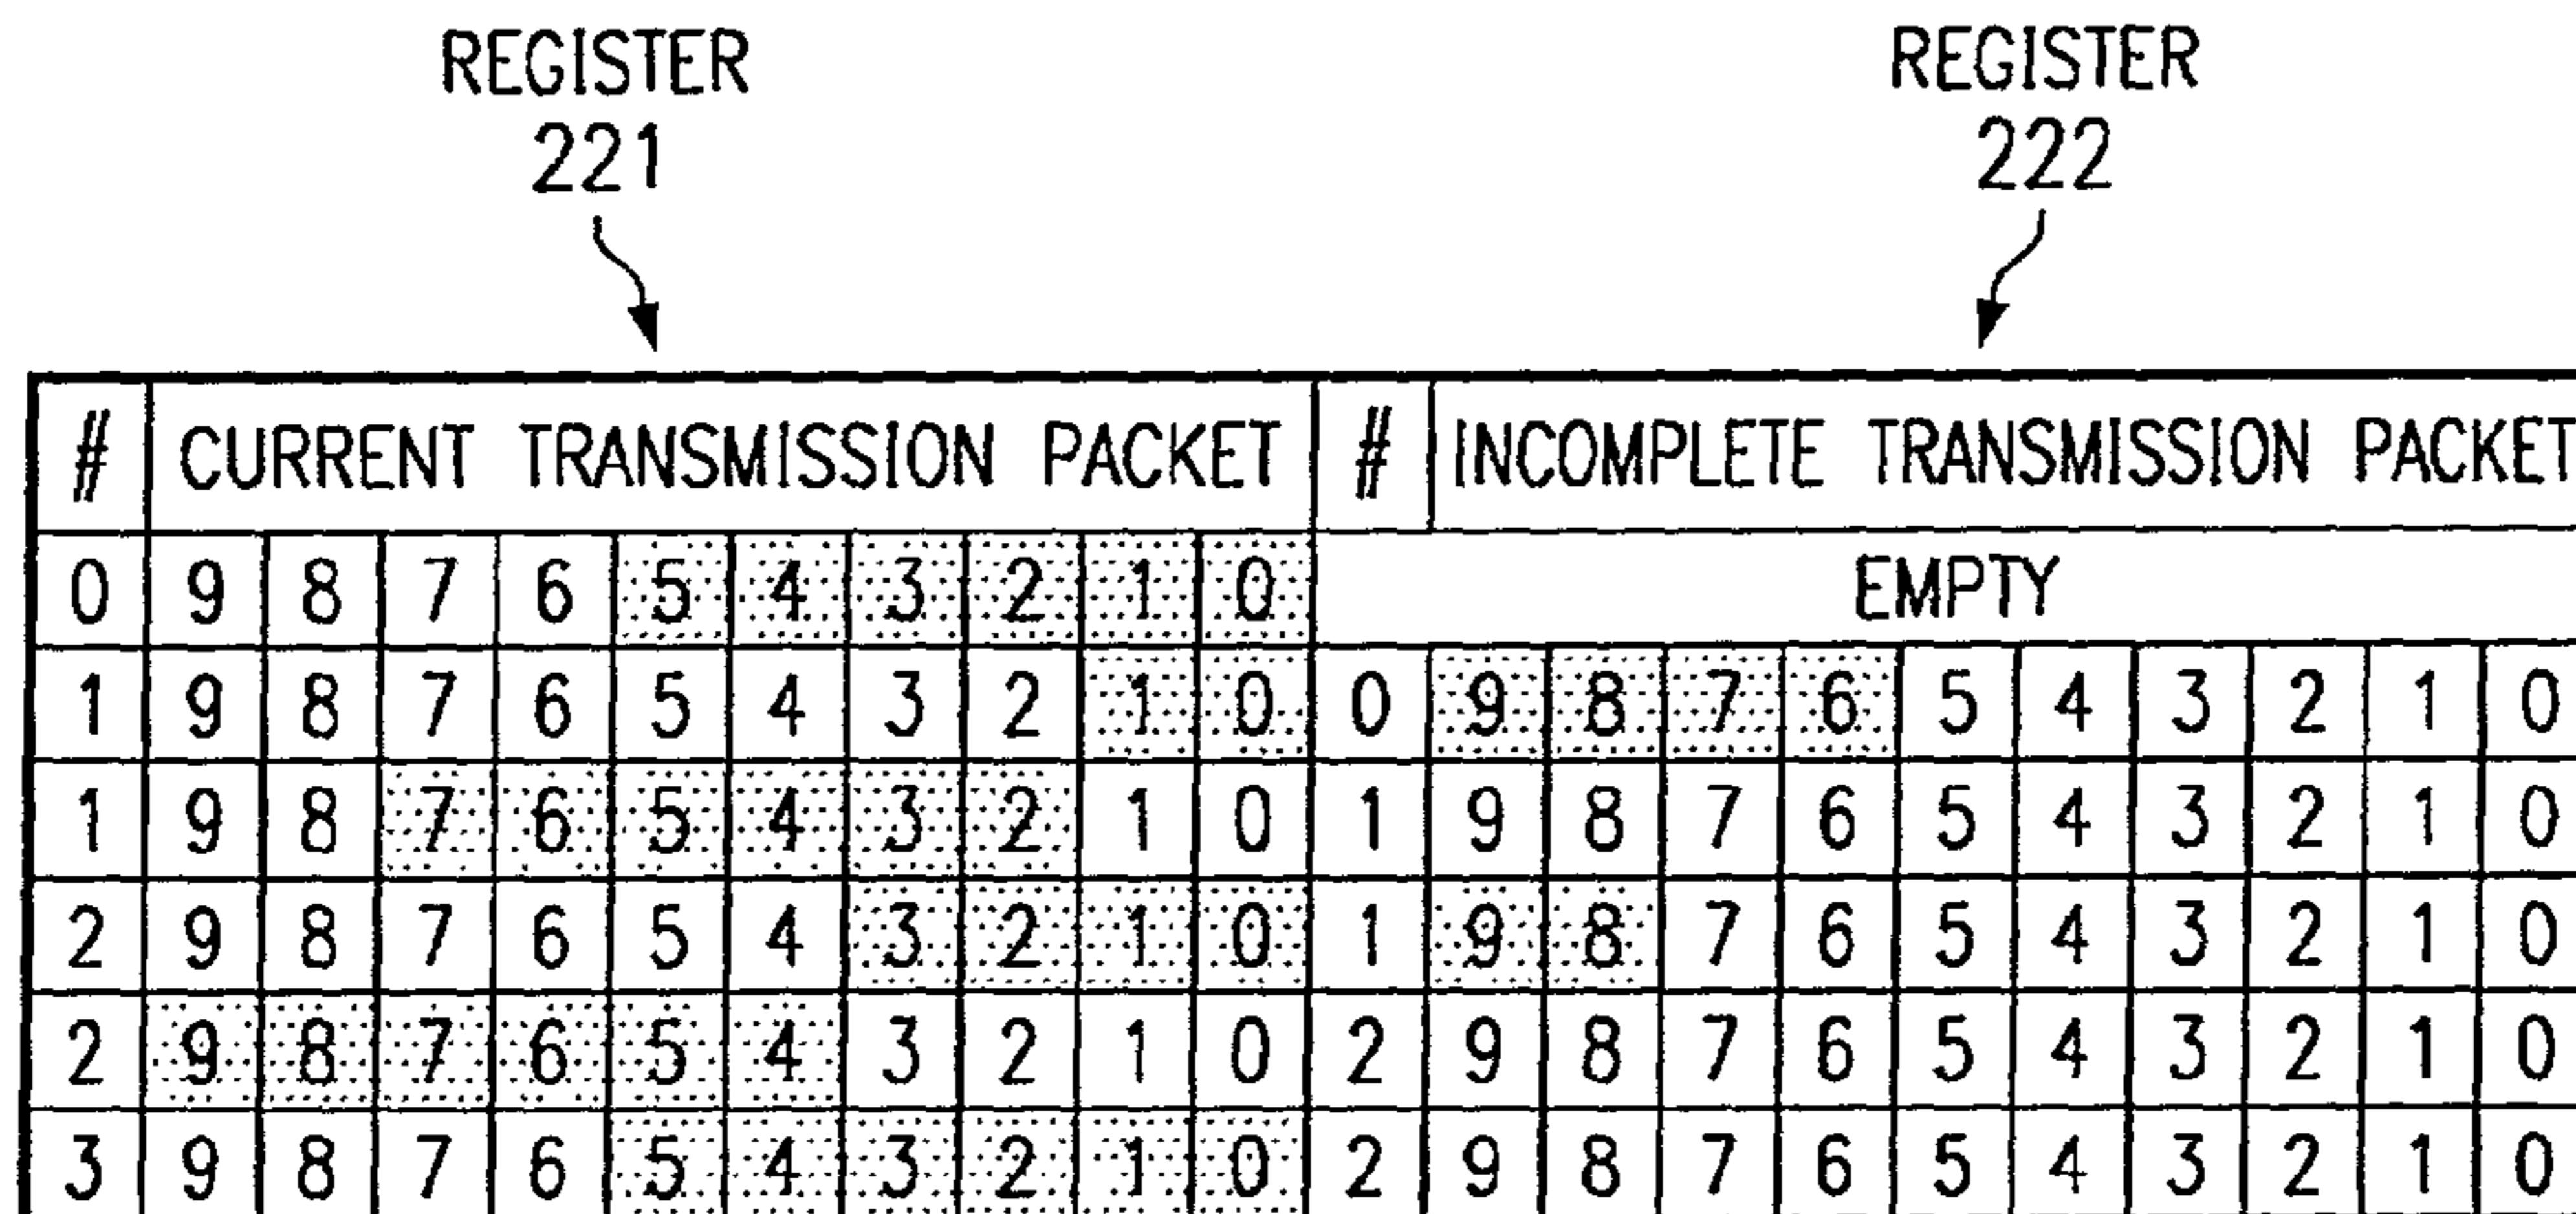 REGISTER REGISTER
221 222
# CURRENT TRANSMISSION PACKET # INCOMPLETE TRANSMISSION PACKET
0 9 8 7 6 5 4 3 2 1 0 EMPTY
1 9 8 7 6 5 4 3 2 1 0 0 9 8 7 6 5 4 3 2 1 0
1 9 8 7 6 5 4 3 2 1 0 1 9 8 7 6 5 4 3 2 1 0
2 9 8 7 6 5 4 3 2 1 0 1 9 8 7 6 5 4 3 2 1 0
2 9 8 7 6 5 4 3 2 1 0 2 9 8 7 6 5 4 3 2 1 0
3 9 8 7 6 5 4 3 2 1 0 2 9 8 7 6 5 4 3 2 1 0